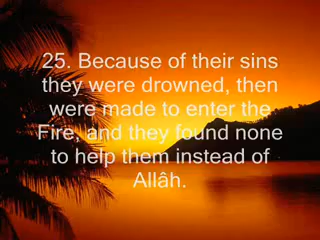 25. Because of their sins
they were drowned, then
were made to enter the
Fire, and they found none
to help them instead of
Allâh.